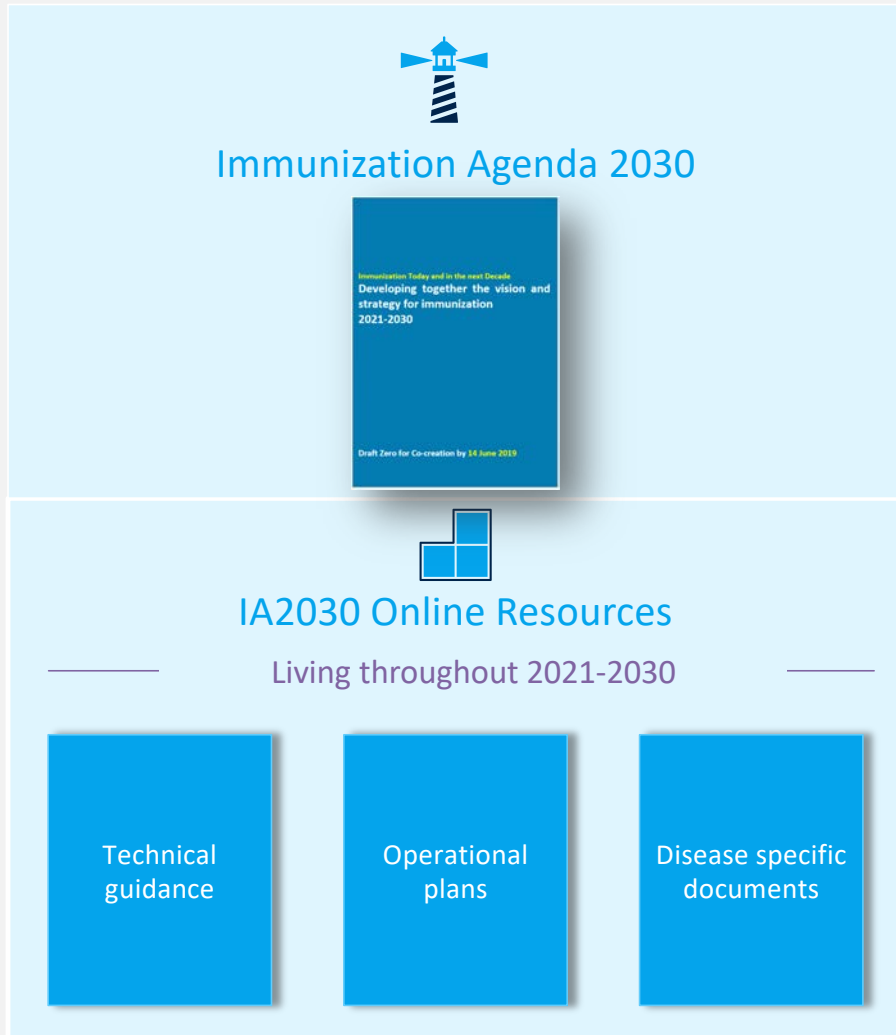 Immunization Agenda 2030
Immunization Today and in the next Decade
Developing together the vision and
strategy for immunization
2021-2030
Draft Zero for Co-creation by 14 June 2019
IA2030 Online Resources
Living throughout 2021-2030
Technical
guidance
Operational
plans
Disease specific
documents